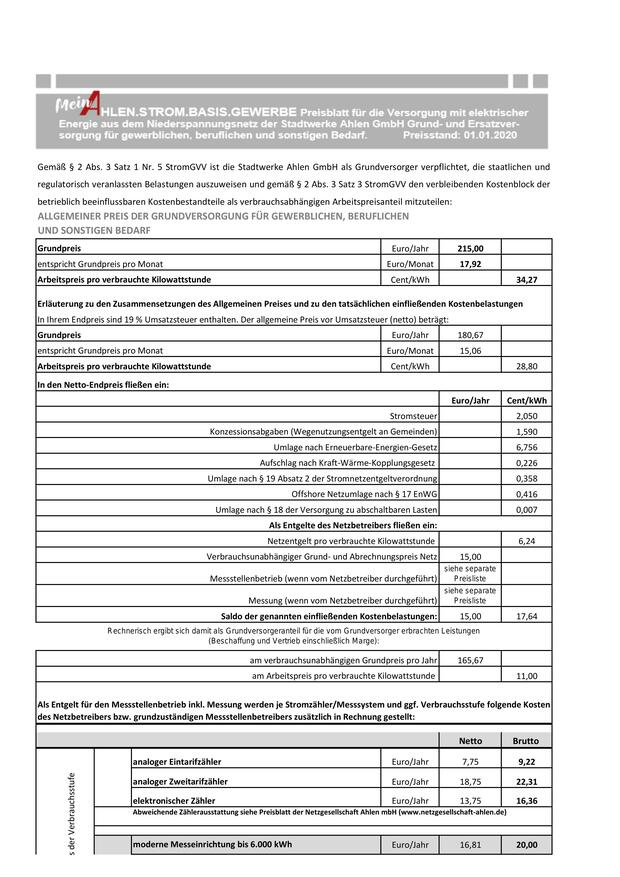 Mein AHLEN.STROM.BASIS.GEWERBE Preisblatt für die Versorgung mit elektrischer
Energie aus dem Niederspannungsnetz der Stadtwerke Ahlen GmbH Grund- und Ersatzver-
sorgung für gewerblichen, beruflichen und sonstigen Bedarf. Preisstand: 01.01.2020
Gemäß § 2 Abs. 3 Satz 1 Nr. 5 StromGVV ist die Stadtwerke Ahlen GmbH als Grundversorger verpflichtet, die staatlichen und
regulatorisch veranlassten Belastungen auszuweisen und gemäß § 2 Abs. 3 Satz 3 StromGVV den verbleibenden Kostenblock der
betrieblich beeinflussbaren Kostenbestandteile als verbrauchsabhängigen Arbeitspreisanteil mitzuteilen:
ALLGEMEINER PREIS DER GRUNDVERSORGUNG FÜR GEWERBLICHEN, BERUFLICHEN
UND SONSTIGEN BEDARF
Grundpreis Euro/Jahr 215,00
entspricht Grundpreis pro Monat Euro/Monat 17,92
Arbeitspreis pro verbrauchte Kilowattstunde Cent/kWh 34,27
Erläuterung zu den Zusammensetzungen des Allgemeinen Preises und zu den tatsächlichen einfließenden Kostenbelastungen
In Ihrem Endpreis sind 19 % Umsatzsteuer enthalten. Der allgemeine Preis vor Umsatzsteuer (netto) beträgt:
Grundpreis Euro/Jahr 180,67
entspricht Grundpreis pro Monat Euro/Monat 15,06
Arbeitspreis pro verbrauchte Kilowattstunde Cent/kWh 28,80
In den Netto-Endpreis fließen ein:
Euro/Jahr Cent/kWh
Stromsteuer 2,050
Konzessionsabgaben (Wegenutzungsentgelt an Gemeinden) 1,590
Umlage nach Erneuerbare-Energien-Gesetz 6,756
Aufschlag nach Kraft-Wärme-Kopplungsgesetz 0,226
Umlage nach § 19 Absatz 2 der Stromnetzentgeltverordnung 0,358
Offshore Netzumlage nach § 17 EnWG 0,416
Umlage nach § 18 der Versorgung zu abschaltbaren Lasten 0,007
Als Entgelte des Netzbetreibers fließen ein:
Netzentgelt pro verbrauchte Kilowattstunde 6,24
Verbrauchsunabhängiger Grund- und Abrechnungspreis Netz 15,00
siehe separate
Messstellenbetrieb (wenn vom Netzbetreiber durchgeführt) Preisliste
siehe separate
Messung (wenn vom Netzbetreiber durchgeführt) Preisliste
Saldo der genannten einfließenden Kostenbelastungen: 15,00 17,64
Rechnerisch ergibt sich damit als Grundversorgeranteil für die vom Grundversorger erbrachten Leistungen
(Beschaffung und Vertrieb einschließlich Marge):
am verbrauchsunabhängigen Grundpreis pro Jahr 165,67
am Arbeitspreis pro verbrauchte Kilowattstunde 11,00
Als Entgelt für den Messstellenbetrieb inkl. Messung werden je Stromzähler/Messsystem und ggf. Verbrauchsstufe folgende Kosten
des Netzbetreibers bzw. grundzuständigen Messstellenbetreibers zusätzlich in Rechnung gestellt:
Netto Brutto
analoger Eintarifzähler Euro/Jahr 7,75 9,22
analoger Zweitarifzähler Euro/Jahr 18,75 22,31
elektronischer Zähler Euro/Jahr 13,75 16,36
Abweichende Zählerausstattung siehe Preisblatt der Netzgesellschaft Ahlen mbH (www.netzgesellschaft-ahlen.de)
moderne Messeinrichtung bis 6.000 kWh Euro/Jahr 16,81 20,00
s der Verbrauchsstufe